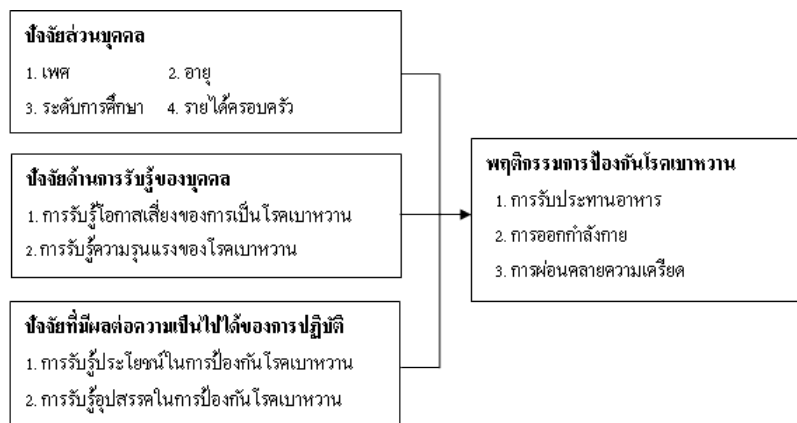 ปัจจัยส่วนบุคคล
1. เพศ 2. อายุ
3. ระดับการศึกษา 4. รายได้ครอบครัว
ปัจจัยด้านการรับรู้ของบุคคล
1. การรับรู้โอกาสเสี่ยงของการเป็นโรคเบาหวาน
2. การรับรู้ความรุนแรงของโรคเบาหวาน
ปัจจัยที่มีผลต่อความเป็นไปได้ของการปฏิบัติ
1. การรับรู้ประโยชน์ในการป้องกันโรคเบาหวาน
2. การรับรู้อุปสรรคในการป้องกันโรคเบาหวาน
พฤติกรรมการป้องกันโรคเบาหวาน
1. การรับประทานอาหาร
2. การออกกำลังกาย
3. การผ่อนคลายความเครียด